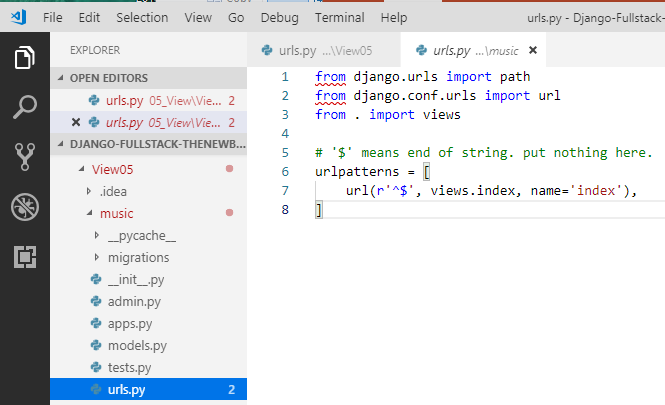 File Edit Selection View Go Debug Terminal Help urls.py - Django-Fullstack-
EXPLORER
OPEN EDITORS
urls.py 05_View\Vie... 2
urls.py 05_View\Vie... 2
DJANGO-FULLSTACK-THENEWB...
View05
.idea
music
__pycache__
migrations
__init__.py
admin.py
apps.py
models.py
tests.py
urls.py 2
urls.py ...\View05
urls.py ...\music
1 from django.urls import path
2 from django.conf.urls import url
3 from . import views
4
5 # '$' means end of string. put nothing here.
6 urlpatterns = [
7 url(r'^$', views.index, name='index'),
8 ]